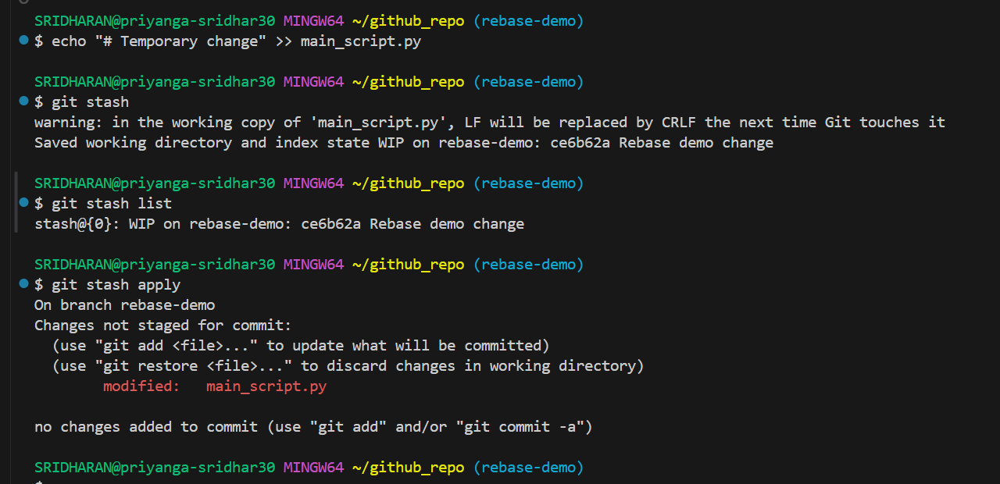 SRIDHARAN@priyanga-sridhar30 MINGW64 ~/github_repo (rebase-demo)
$ echo "# Temporary change" >> main_script.py
SRIDHARAN@priyanga-sridhar30 MINGW64 ~/github_repo (rebase-demo)
$ git stash
warning: in the working copy of 'main_script.py', LF will be replaced by CRLF the next time Git touches it
Saved working directory and index state WIP on rebase-demo: ce6b62a Rebase demo change
SRIDHARAN@priyanga-sridhar30 MINGW64 ~/github_repo (rebase-demo)
$ git stash list
stash@{0}: WIP on rebase-demo: ce6b62a Rebase demo change
SRIDHARAN@priyanga-sridhar30 MINGW64 ~/github_repo (rebase-demo)
$ git stash apply
On branch rebase-demo
Changes not staged for commit:
  (use "git add <file>..." to update what will be committed)
  (use "git restore <file>..." to discard changes in working directory)
        modified:   main_script.py
no changes added to commit (use "git add" and/or "git commit -a")
SRIDHARAN@priyanga-sridhar30 MINGW64 ~/github_repo (rebase-demo)
$